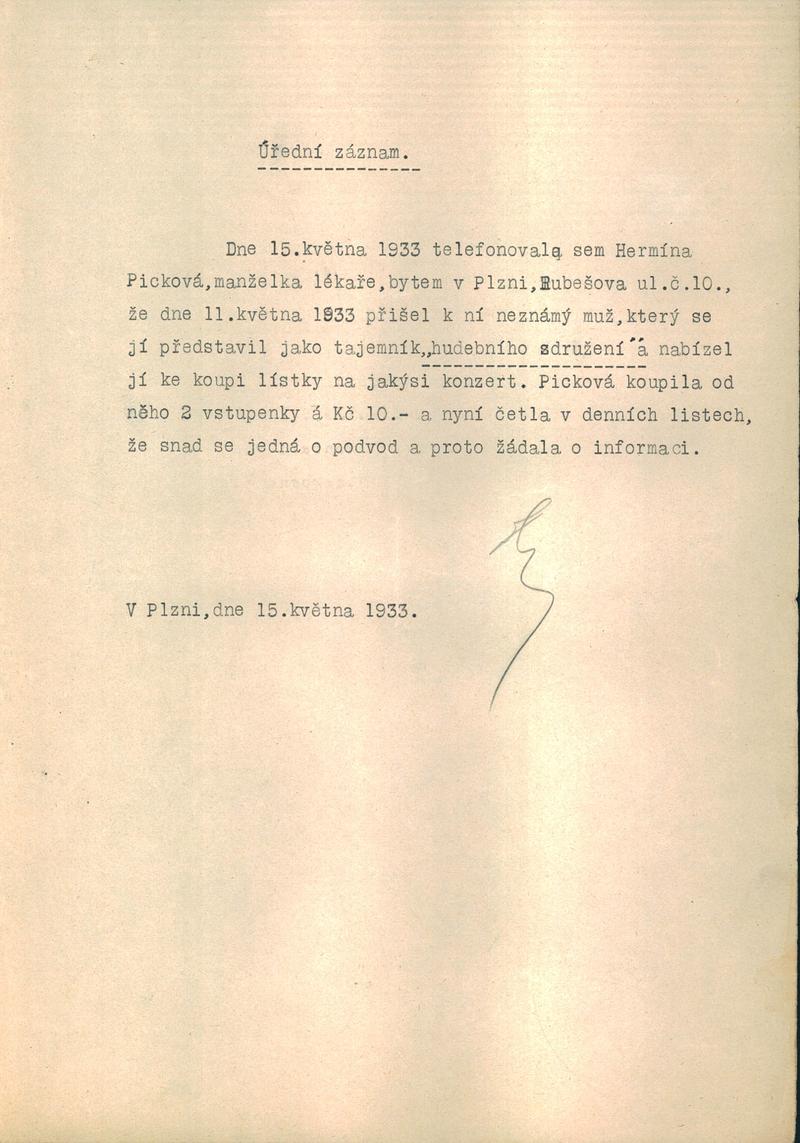 Úřední záznam.
Dne 15.května 1933 telefonovala sem Hermína
Picková,manželka lékaře,bytem v Plzni,Hubešova ul.č.10.,
že dne 11.května 1933 přišel k ní neznámý muž,který se
jí představil jako tajemník„hudebního sdružení"a nabízel
jí ke koupi lístky na jakýsi konzert. Picková koupila od
něho 2 vstupenky á Kč 10.- a nyní četla v denních listech,
že snad se jedná o podvod a proto žádala o informaci.
V Plzni,dne 15.května 1933.